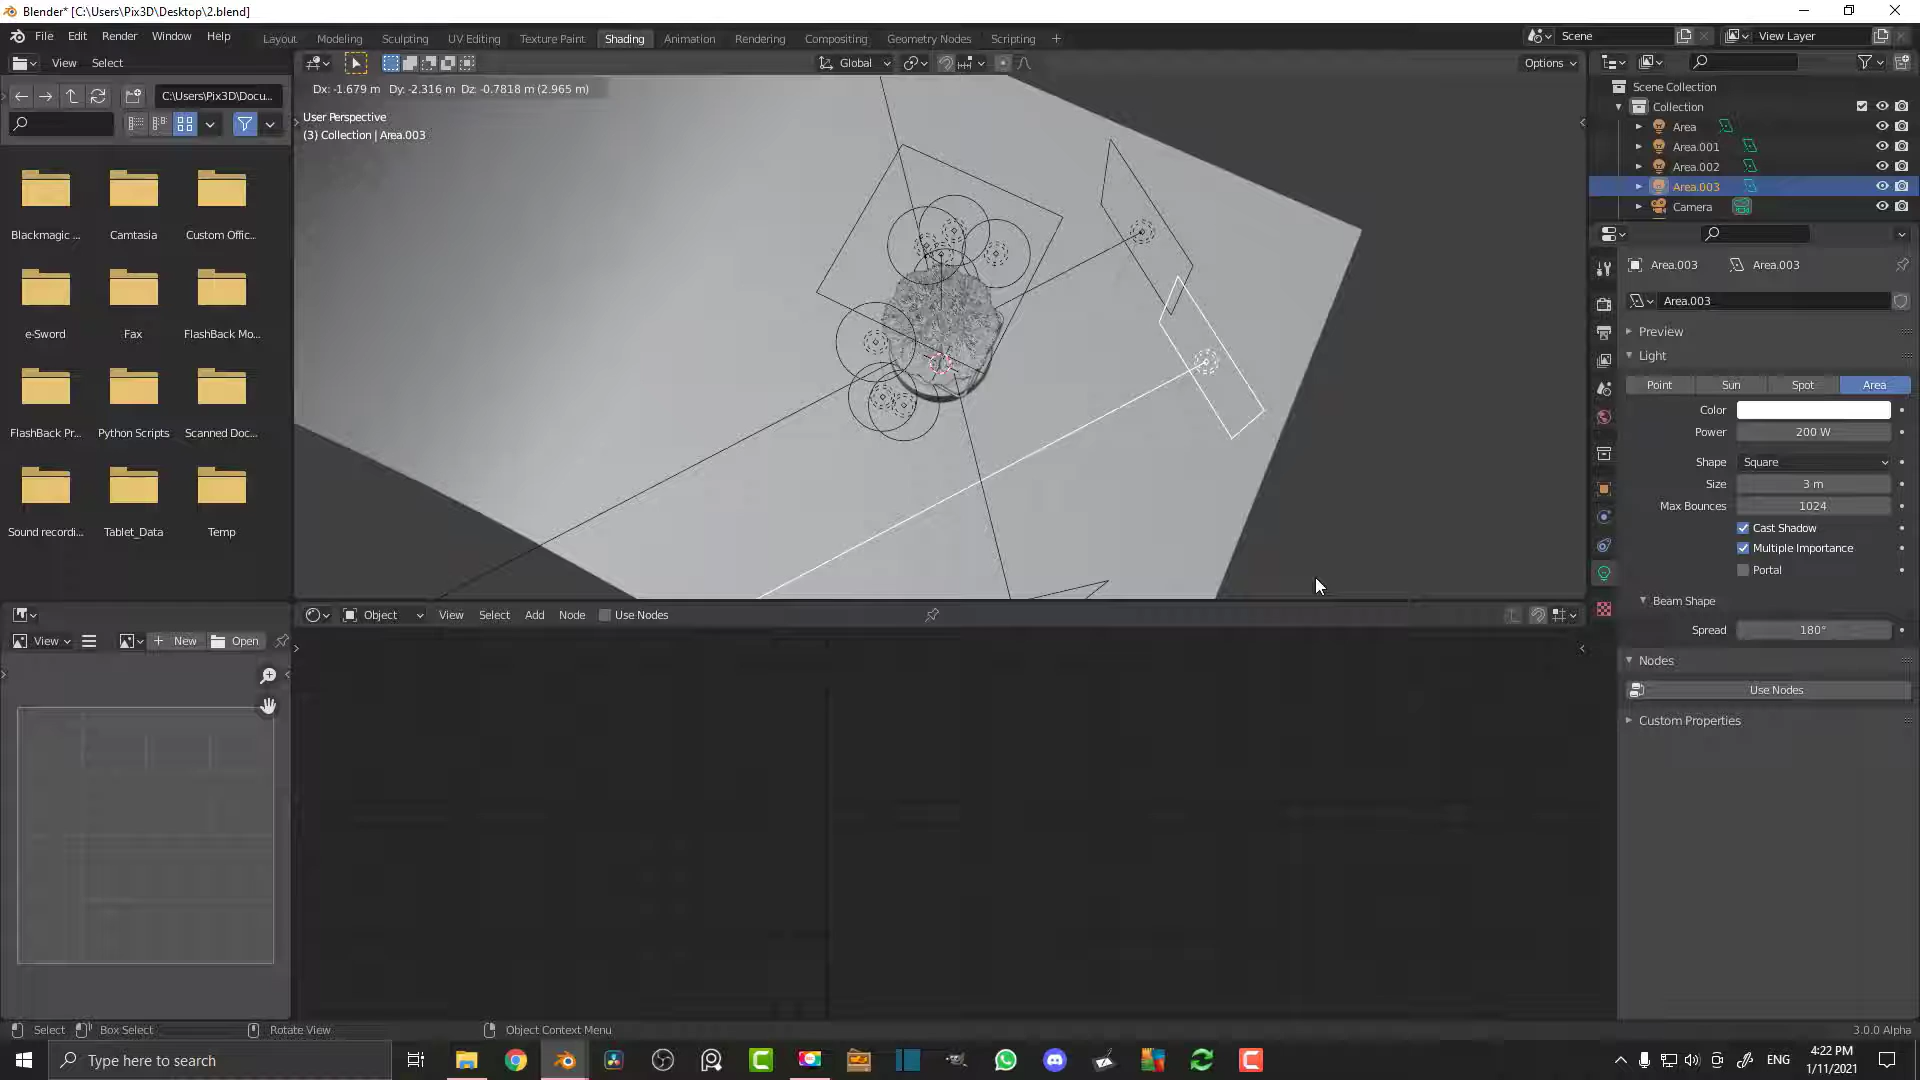 Blender* [C:\Users\Pix3D\Desktop\2.blend]
File Edit Render Window Help
Layout Modeling Sculpting UV Editing Texture Paint Shading Animation Rendering Compositing Geometry Nodes Scripting
Scene View Layer
View Select
Global
Options
C:\Users\Pix3D\Docu...
Dx: -1.679 m Dy: -2.316 m Dz: -0.7818 m (2.965 m)
User Perspective
(3) Collection | Area.003
Blackmagic ... Camtasia Custom Offic...
e-Sword Fax FlashBack Mo...
FlashBack Pr... Python Scripts Scanned Doc...
Sound recordi... Tablet_Data Temp
Scene Collection
Collection
Area
Area.001
Area.002
Area.003
Camera
Area.003 Area.003
Area.003
Preview
Light
Point Sun Spot Area
Color
Power 200 W
Shape Square
Size 3 m
Max Bounces 1024
Cast Shadow
Multiple Importance
Portal
Beam Shape
Spread 180°
Nodes
Use Nodes
Custom Properties
Object View Select Add Node Use Nodes
View New Open
Select Box Select Rotate View Object Context Menu
3.0.0 Alpha
Type here to search
ENG
4:22 PM
1/11/2021